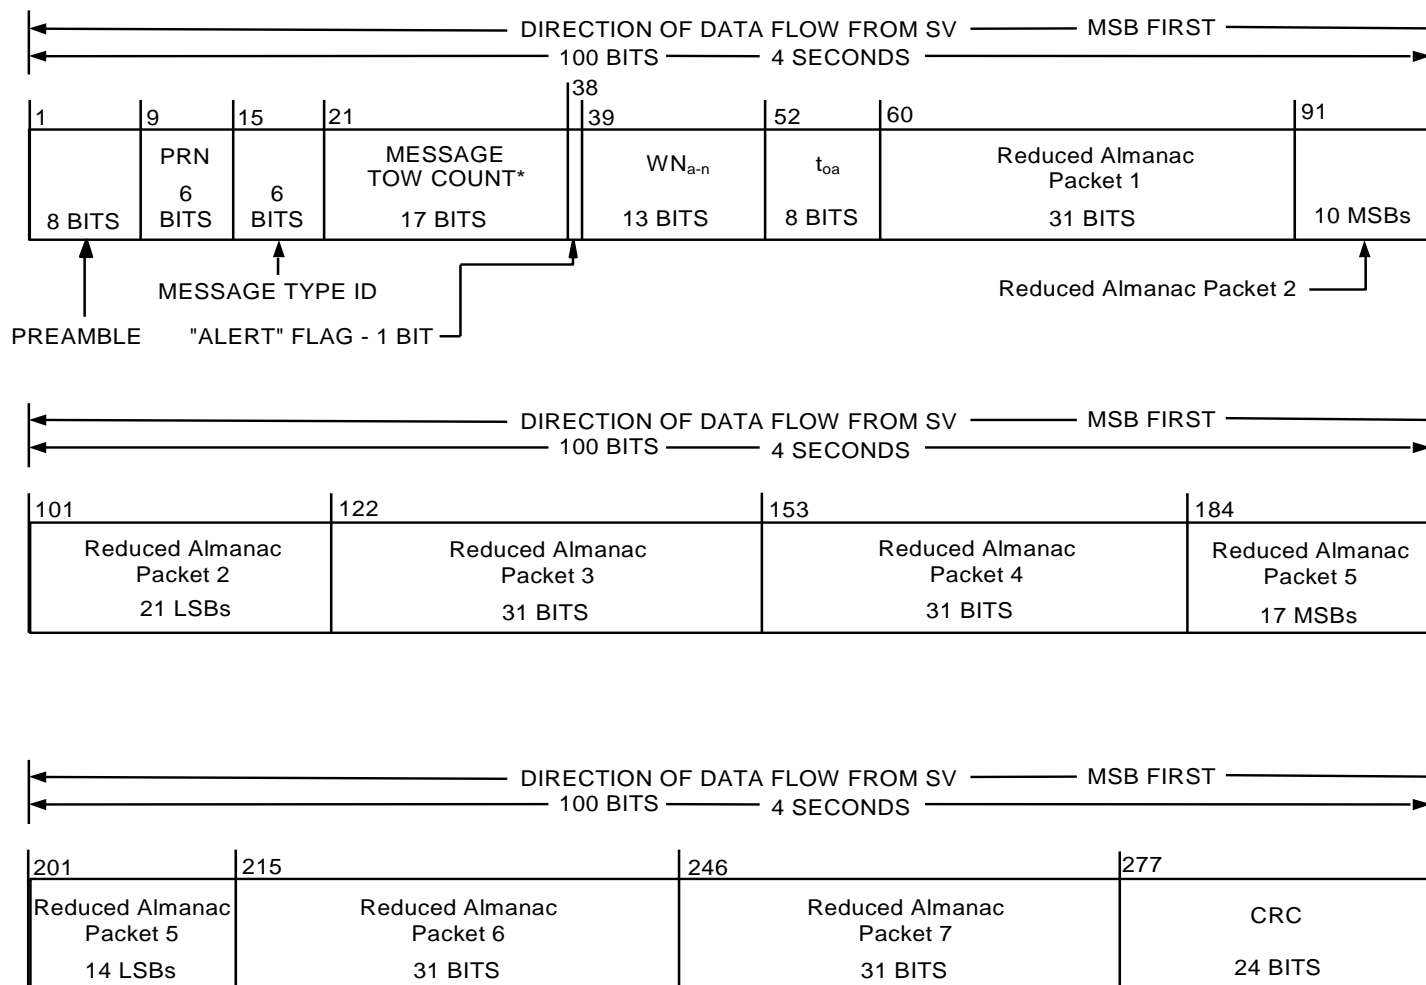 DIRECTION OF DATA FLOW FROM SV MSB FIRST
100 BITS 4 SECONDS
38
1 9 15 21 39 52 60 91
PRN
6
BITS
MESSAGE
TOW COUNT*
17 BITS
WNa-n
13 BITS
toa
8 BITS
Reduced Almanac
Packet 1
31 BITS
8 BITS
6
BITS
10 MSBs
MESSAGE TYPE ID
Reduced Almanac Packet 2
PREAMBLE
"ALERT" FLAG - 1 BIT
DIRECTION OF DATA FLOW FROM SV MSB FIRST
100 BITS 4 SECONDS
101 122 153 184
Reduced Almanac
Packet 2
21 LSBs
Reduced Almanac
Packet 3
31 BITS
Reduced Almanac
Packet 4
31 BITS
Reduced Almanac
Packet 5
17 MSBs
DIRECTION OF DATA FLOW FROM SV MSB FIRST
100 BITS 4 SECONDS
201 215 246 277
Reduced Almanac
Packet 5
14 LSBs
Reduced Almanac
Packet 6
31 BITS
Reduced Almanac
Packet 7
31 BITS
CRC
24 BITS